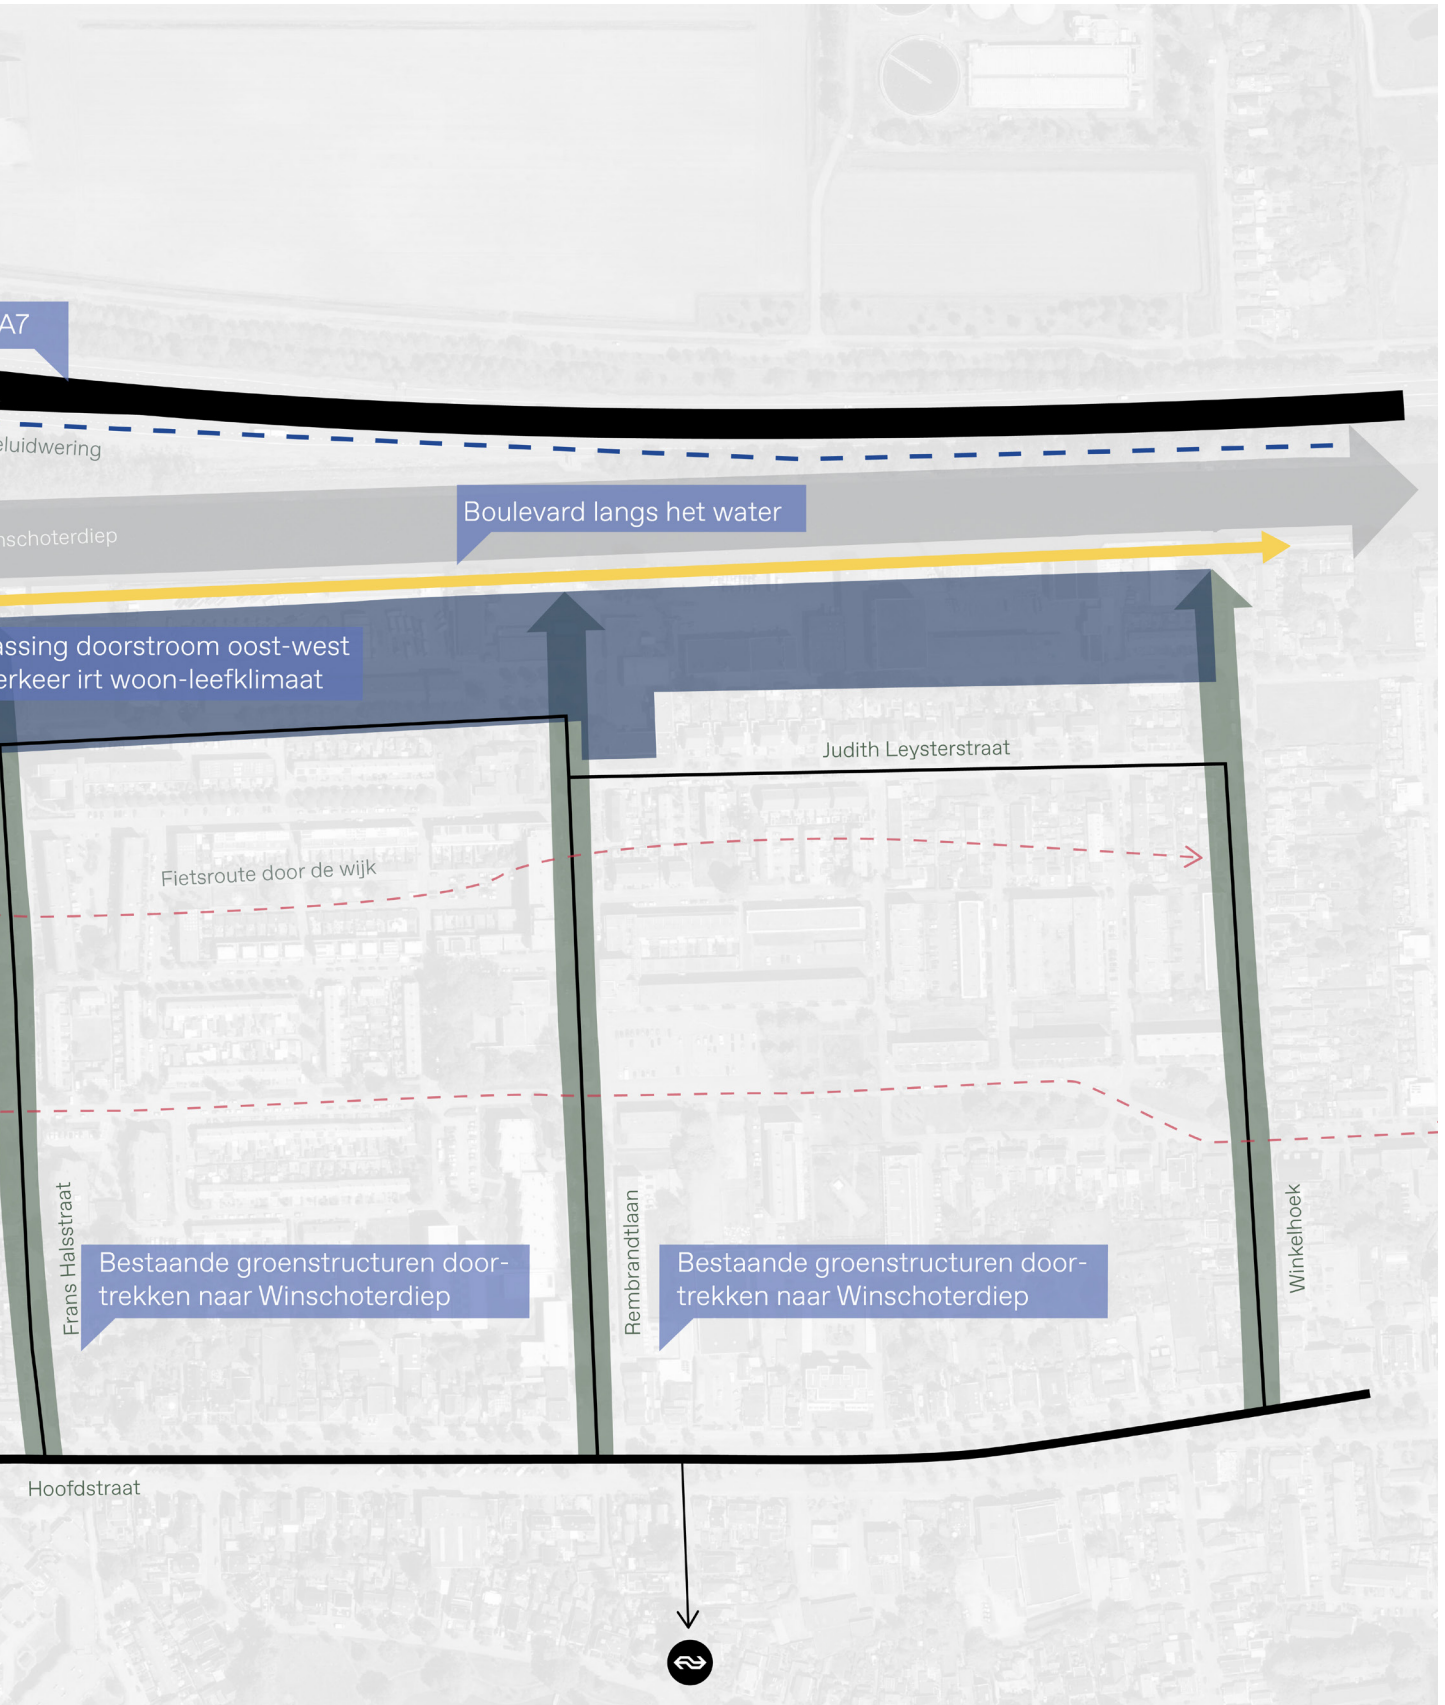 A7
eluidwering
Boulevard langs het water
nschoterdiep
assing doorstroom oost-west
erkeer irt woon-leefklimaat
Judith Leysterstraat
Fietsroute door de wijk
Frans Halsstraat
Rembrandtlaan
Winkelhoek
Bestaande groenstructuren door-
trekken naar Winschoterdiep
Bestaande groenstructuren door-
trekken naar Winschoterdiep
Hoofdstraat